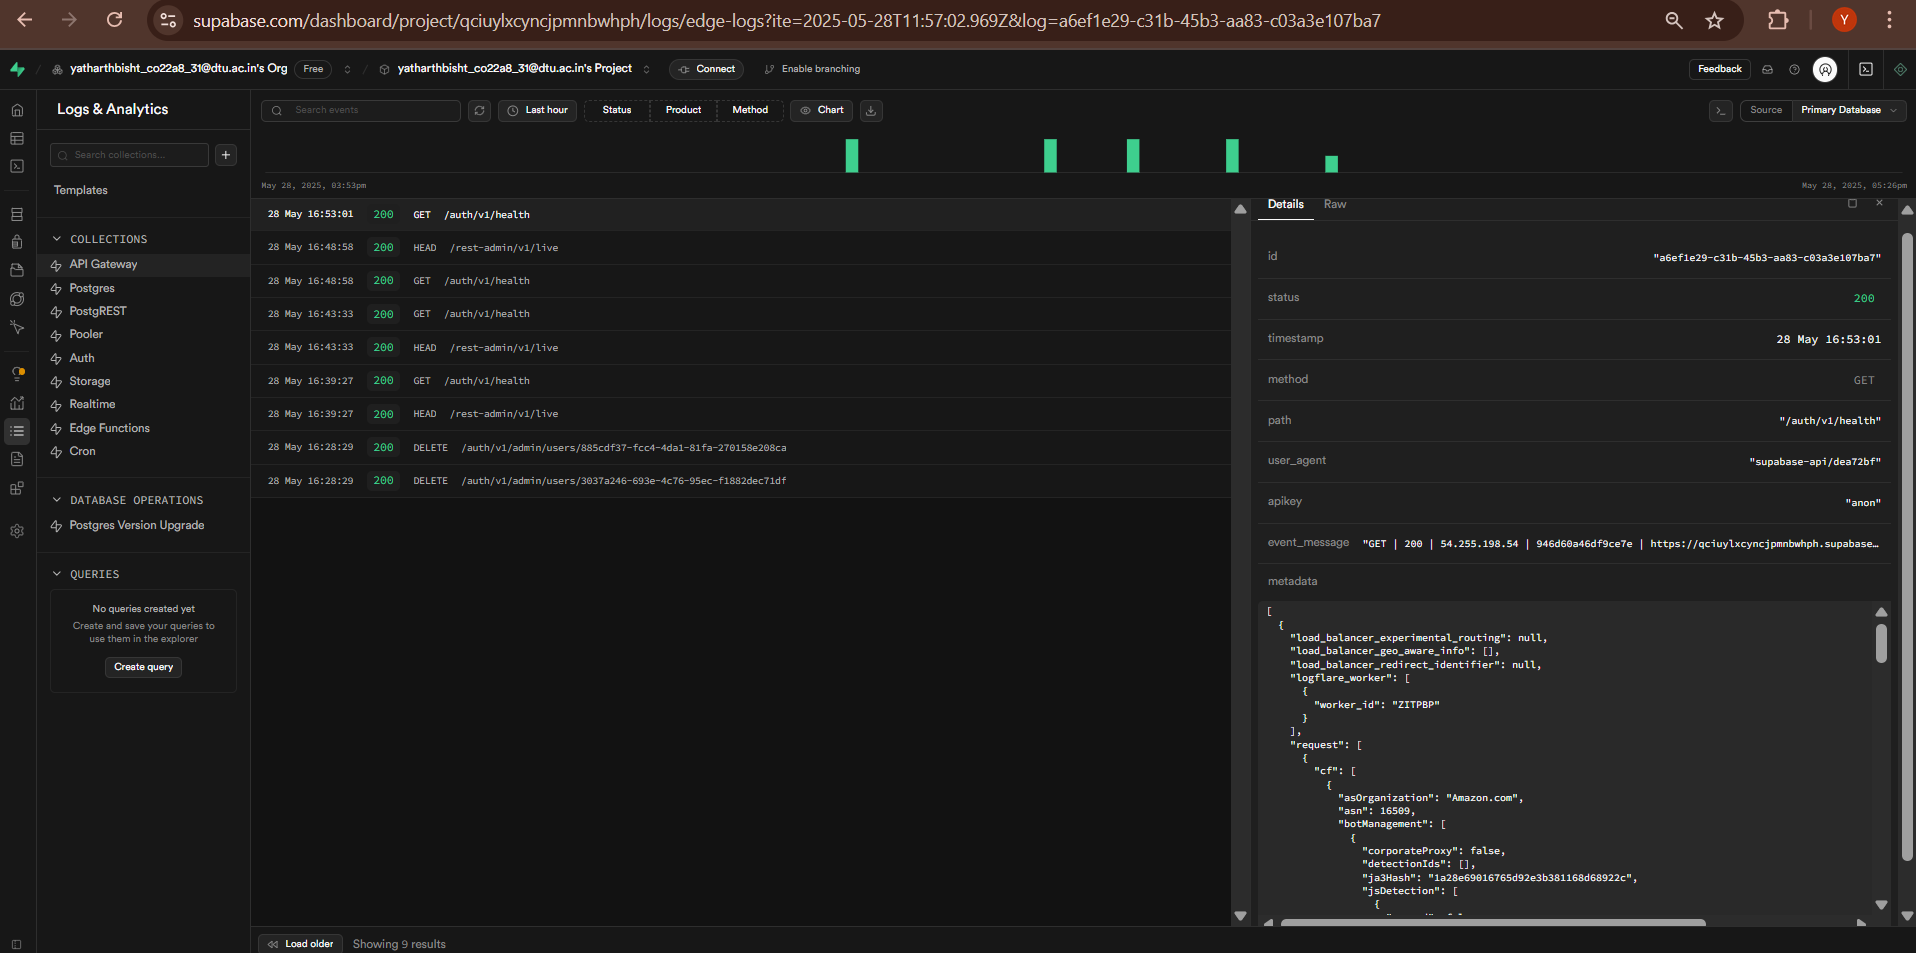 supabase.com/dashboard/project/qciuylxcyncjpmnbwhph/logs/edge-logs?ite=2025-05-28T11:57:02.969Z&log=a6ef1e29-c31b-45b3-aa83-c03a3e107ba7
Y
yatharthbisht_co22a8_31@dtu.ac.in's Org
Free
yatharthbisht_co22a8_31@dtu.ac.in's Project
Connect
Enable branching
Feedback
Logs & Analytics
Search events
Last hour
Status
Product
Method
Chart
Source
Primary Database
Search collections...
Templates
COLLECTIONS
API Gateway
Postgres
PostgREST
Pooler
Auth
Storage
Realtime
Edge Functions
Cron
DATABASE OPERATIONS
Postgres Version Upgrade
QUERIES
No queries created yet
Create and save your queries to
use them in the explorer
Create query
May 28, 2025, 03:53pm
May 28, 2025, 05:26pm
28 May 16:53:01 200 GET /auth/v1/health
28 May 16:48:58 200 HEAD /rest-admin/v1/live
28 May 16:48:58 200 GET /auth/v1/health
28 May 16:43:33 200 GET /auth/v1/health
28 May 16:43:33 200 HEAD /rest-admin/v1/live
28 May 16:39:27 200 GET /auth/v1/health
28 May 16:39:27 200 HEAD /rest-admin/v1/live
28 May 16:28:29 200 DELETE /auth/v1/admin/users/885cdf37-fcc4-4da1-81fa-270158e208ca
28 May 16:28:29 200 DELETE /auth/v1/admin/users/3037a246-693e-4c76-95ec-f1882dec71df
Load older
Showing 9 results
Details
Raw
id "a6ef1e29-c31b-45b3-aa83-c03a3e107ba7"
status 200
timestamp 28 May 16:53:01
method GET
path "/auth/v1/health"
user_agent "supabase-api/dea72bf"
apikey "anon"
event_message "GET | 200 | 54.255.198.54 | 946d60a46df9ce7e | https://qciuylxcyncjpmnbwhph.supabase…
metadata
[
{
"load_balancer_experimental_routing": null,
"load_balancer_geo_aware_info": [],
"load_balancer_redirect_identifier": null,
"logflare_worker": [
{
"worker_id": "ZITPBP"
}
],
"request": [
{
"cf": [
{
"asOrganization": "Amazon.com",
"asn": 16509,
"botManagement": [
{
"corporateProxy": false,
"detectionIds": [],
"ja3Hash": "1a28e69016765d92e3b381168d68922c",
"jsDetection": [
{